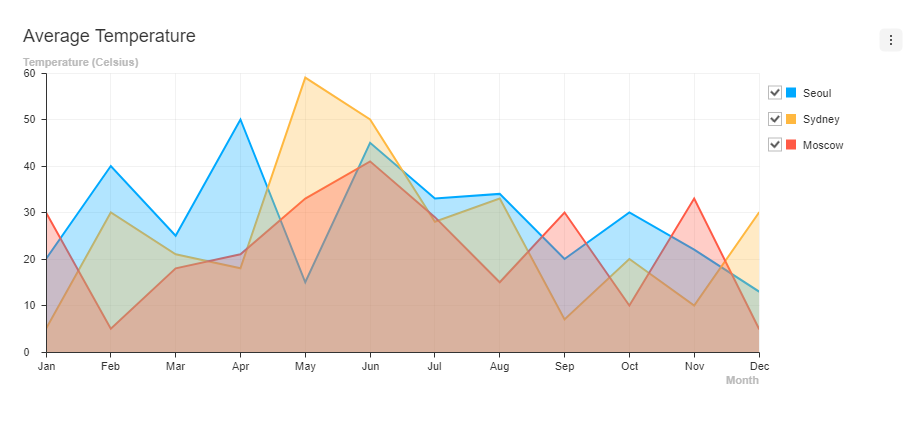 Average Temperature
Temperature (Celsius)
60
50
40
30
20
10
0
Jan Feb Mar Apr May Jun Jul Aug Sep Oct Nov Dec
Month
Seoul
Sydney
Moscow